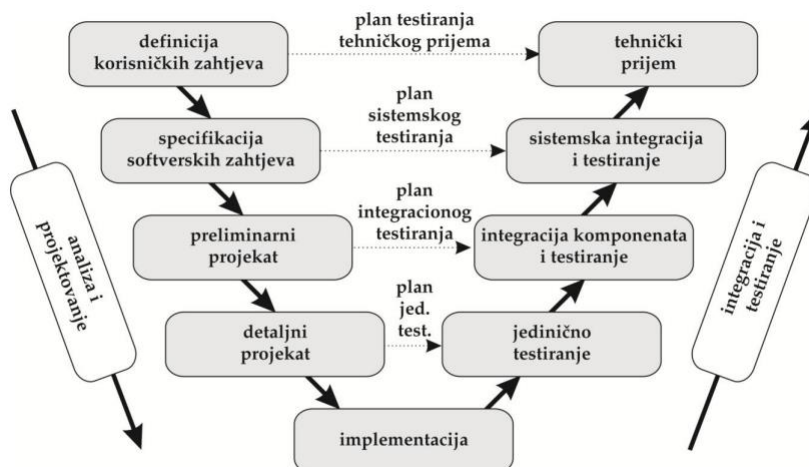 definicija
korisničkih zahtjeva
plan testiranja
tehničkog prijema
tehnički
prijem
specifikacija
softverskih zahtjeva
plan
sistemskog
testiranja
sistemska integracija
i testiranje
preliminarni
projekat
plan
integracionog
testiranja
integracija komponenata
i testiranje
detaljni
projekat
plan
jed.
test.
jedinično
testiranje
implementacija
analiza i
projektovanje
integracija i
testiranje